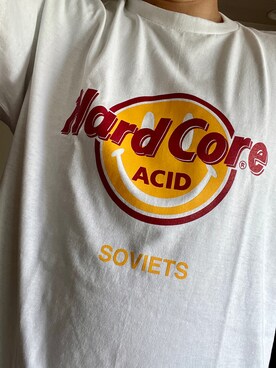 Hard Core
®
ACID
SOVIETS